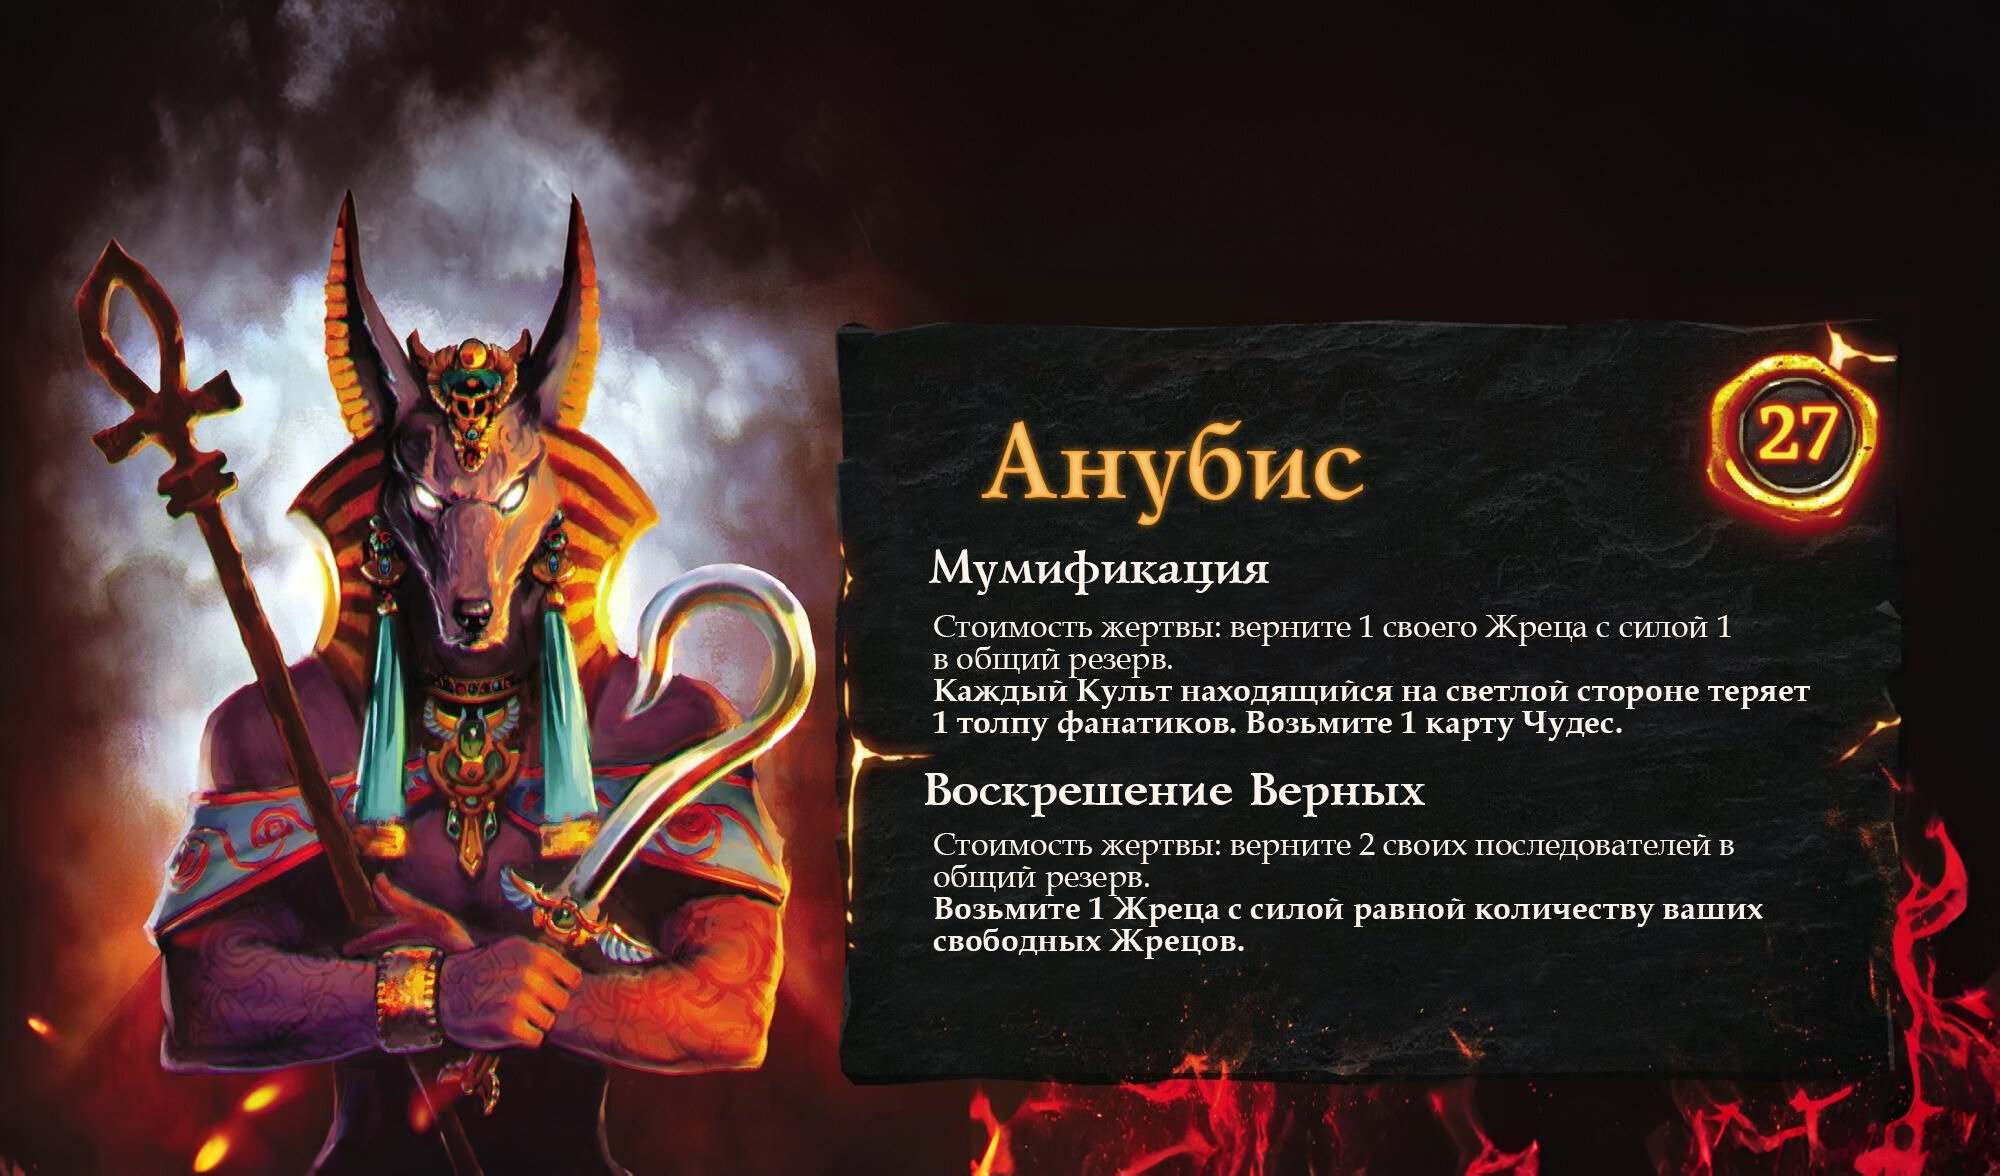 27
Анубис
Мумификация
Стоимость жертвы: верните 1 своего Жреца с силой 1
в общий резерв.
Каждый Культ находящийся на светлой стороне теряет
1 толпу фанатиков. Возьмите 1 карту Чудес.
Воскрешение Верных
Стоимость жертвы: верните 2 своих последователей в
общий резерв.
Возьмите 1 Жреца с силой равной количеству ваших
свободных Жрецов.